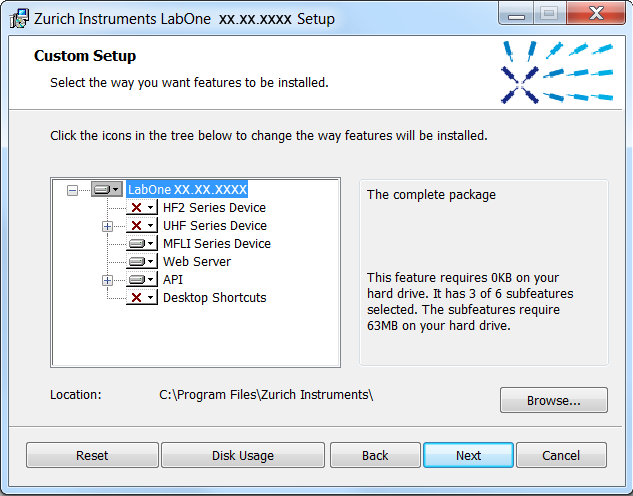 Zurich Instruments LabOne XX.XX.XXXX Setup
Custom Setup
Select the way you want features to be installed.
Click the icons in the tree below to change the way features will be installed.
LabOne XX.XX.XXXX
HF2 Series Device
UHF Series Device
MFLI Series Device
Web Server
API
Desktop Shortcuts
The complete package
This feature requires 0KB on your
hard drive. It has 3 of 6 subfeatures
selected. The subfeatures require
63MB on your hard drive.
Location:
C:\Program Files\Zurich Instruments\
Browse...
Reset
Disk Usage
Back
Next
Cancel